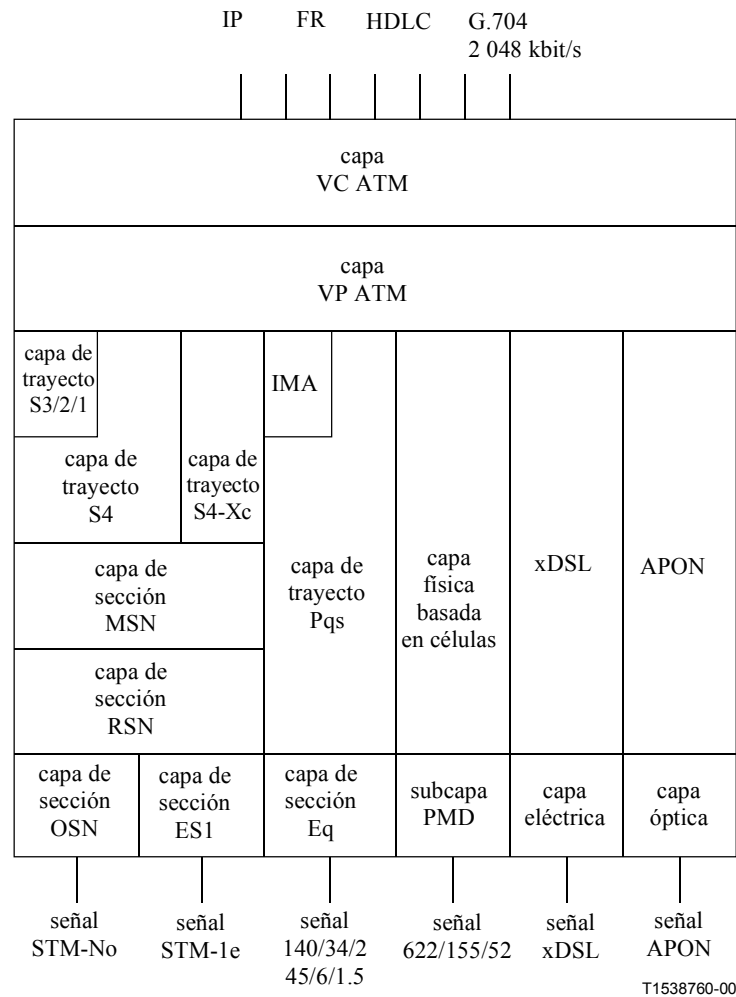 IP FR HDLC G.704
2 048 kbit/s
capa
VC ATM
capa
VP ATM
capa de
trayecto
S3/2/1
IMA
capa de
trayecto
S4
capa de
trayecto
S4-Xc
capa de
sección
MSN
capa de
trayecto
Pqs
capa
física
basada
en células
xDSL
APON
capa de
sección
RSN
capa de
sección
OSN
capa de
sección
ES1
capa de
sección
Eq
subcapa
PMD
capa
eléctrica
capa
óptica
señal
STM-No
señal
STM-1e
señal
140/34/2
45/6/1.5
señal
622/155/52
señal
xDSL
señal
APON
T1538760-00